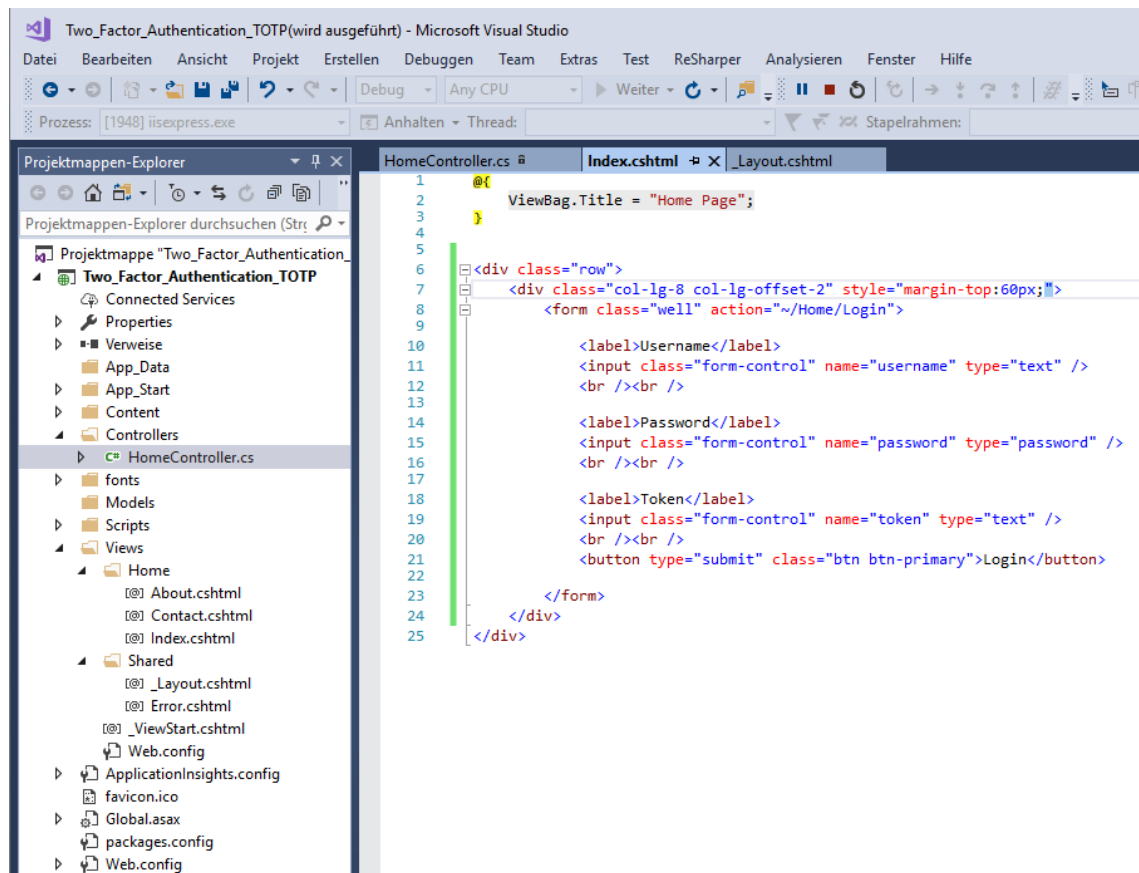 Two_Factor_Authentication_TOTP(wird ausgeführt) - Microsoft Visual Studio
Datei Bearbeiten Ansicht Projekt Erstellen Debuggen Team Extras Test ReSharper Analysieren Fenster Hilfe
Debug Any CPU Weiter
Prozess: [1948] iisexpress.exe Anhalten Thread: Stapelrahmen:
Projektmappen-Explorer
Projektmappen-Explorer durchsuchen (Strg
Projektmappe "Two_Factor_Authentication_
Two_Factor_Authentication_TOTP
Connected Services
Properties
Verweise
App_Data
App_Start
Content
Controllers
C# HomeController.cs
fonts
Models
Scripts
Views
Home
[@] About.cshtml
[@] Contact.cshtml
[@] Index.cshtml
Shared
[@] _Layout.cshtml
[@] Error.cshtml
[@] _ViewStart.cshtml
Web.config
ApplicationInsights.config
favicon.ico
Global.asax
packages.config
Web.config
HomeController.cs Index.cshtml _Layout.cshtml
1 @{
2 ViewBag.Title = "Home Page";
3 }
4
5
6 <div class="row">
7 <div class="col-lg-8 col-lg-offset-2" style="margin-top:60px;">
8 <form class="well" action="~/Home/Login">
9
10 <label>Username</label>
11 <input class="form-control" name="username" type="text" />
12 <br /><br />
13
14 <label>Password</label>
15 <input class="form-control" name="password" type="password" />
16 <br /><br />
17
18 <label>Token</label>
19 <input class="form-control" name="token" type="text" />
20 <br /><br />
21 <button type="submit" class="btn btn-primary">Login</button>
22
23 </form>
24 </div>
25 </div>